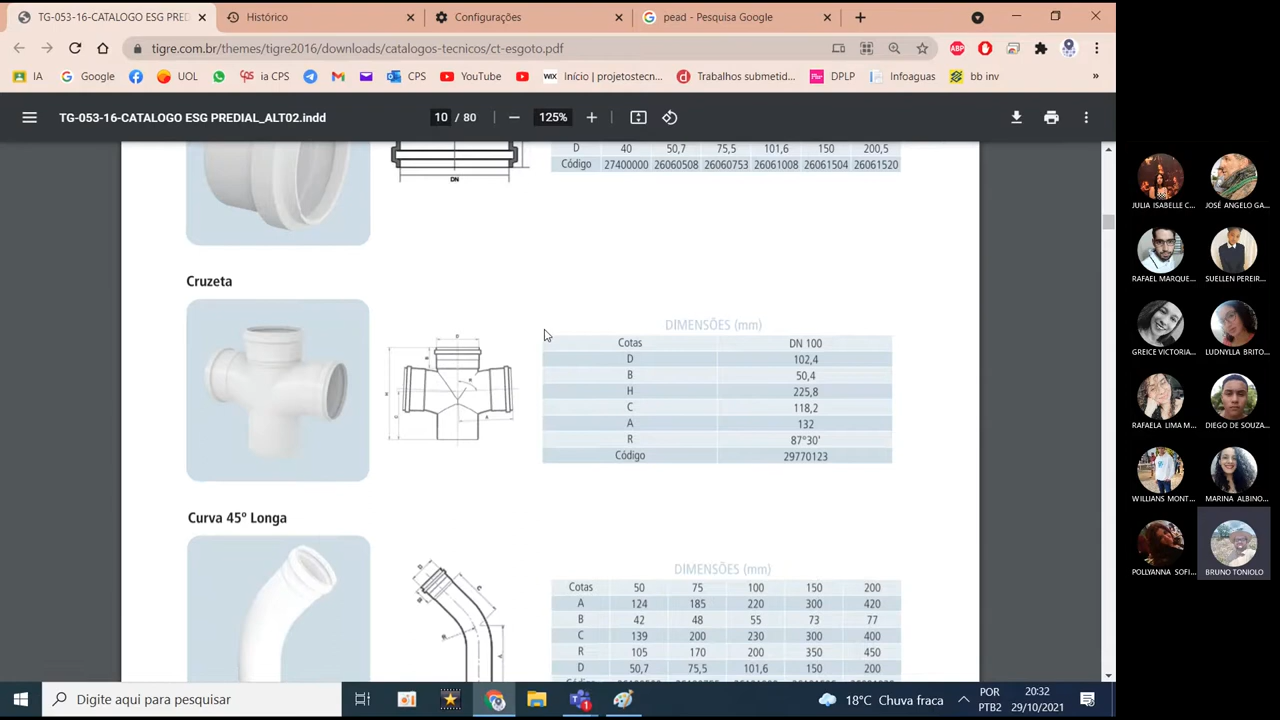 TG-053-16-CATALOGO ESG PRED
Histórico
Configurações
pead - Pesquisa Google
tigre.com.br/themes/tigre2016/downloads/catalogos-tecnicos/ct-esgoto.pdf
IA
Google
UOL
ia CPS
CPS
YouTube
Início | projetostecn...
Trabalhos submetid...
DPLP
Infoaguas
bb inv
TG-053-16-CATALOGO ESG PREDIAL_ALT02.indd
10 / 80
125%
D 40 50,7 75,5 101,6 150 200,5
Código 27400000 26060508 26060753 26061008 26061504 26061520
DN
Cruzeta
DIMENSÕES (mm)
Cotas DN 100
D 102,4
B 50,4
H 225,8
C 118,2
A 132
R 87°30'
Código 29770123
Curva 45º Longa
DIMENSÕES (mm)
Cotas 50 75 100 150 200
A 124 185 220 300 420
B 42 48 55 73 77
C 139 200 230 300 400
R 105 170 200 350 450
D 50,7 75,5 101,6 150 200
JULIA ISABELLE C...
JOSÉ ANGELO GA...
RAFAEL MARQUE...
SUELLEN PEREIR...
GREICE VICTORIA...
LUDNYLLA BRITO...
RAFAELA LIMA M...
DIEGO DE SOUZA...
WILLIANS MONT...
MARINA ALBINO...
POLLYANNA SOFI...
BRUNO TONIOLO
Digite aqui para pesquisar
18°C Chuva fraca
POR
PTB2
20:32
29/10/2021